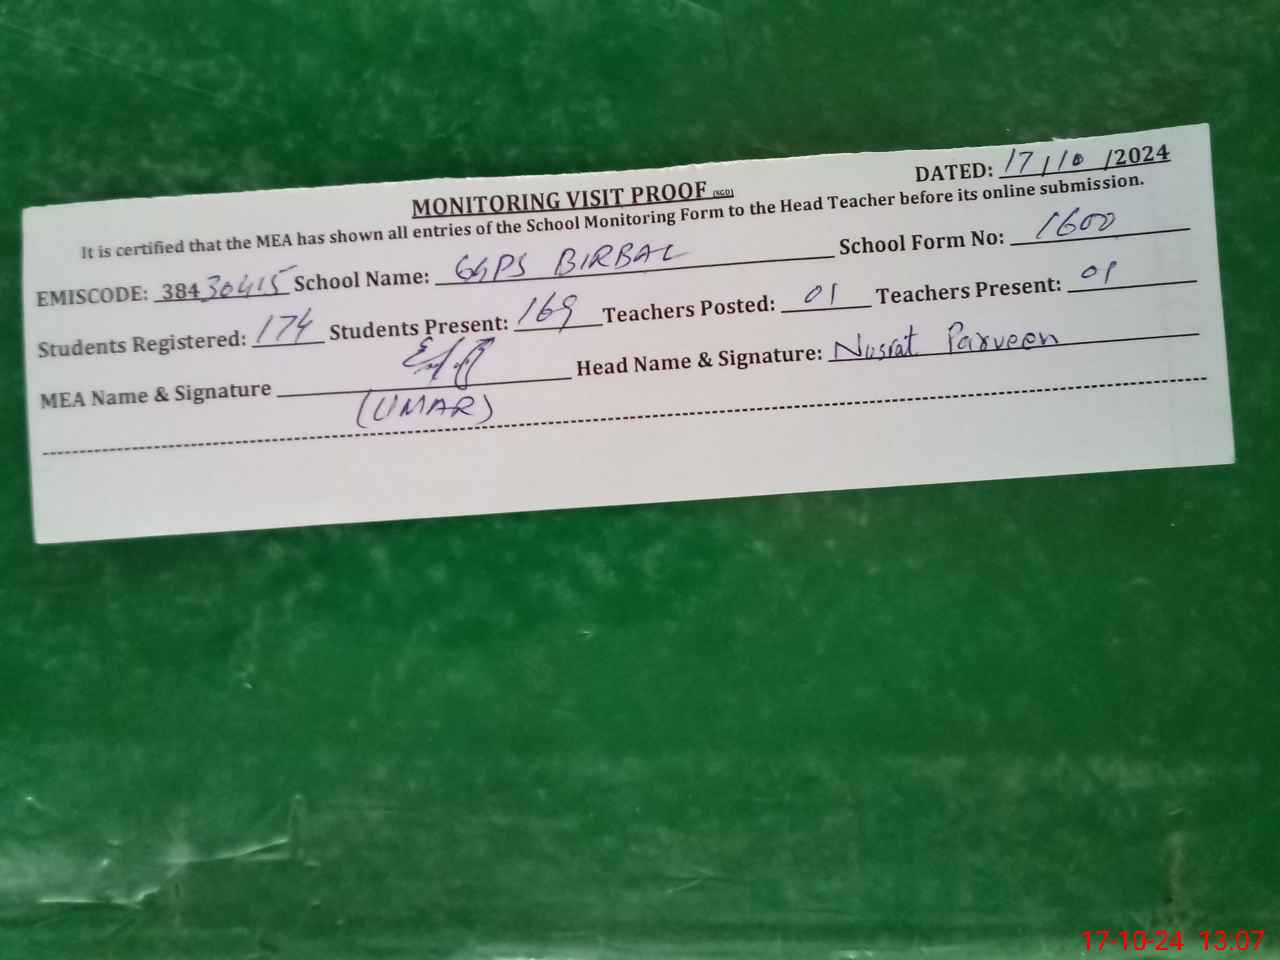 DATED: 17/10/2024
MONITORING VISIT PROOF (SGD)
It is certified that the MEA has shown all entries of the School Monitoring Form to the Head Teacher before its online submission.
EMISCODE: 38430415 School Name: GGPS BIRBAL School Form No: 1600
Students Registered: 174 Students Present: 169 Teachers Posted: 01 Teachers Present: 01
MEA Name & Signature Head Name & Signature: Nusrat Parveen
(UMAR)
17-10-24 13:07